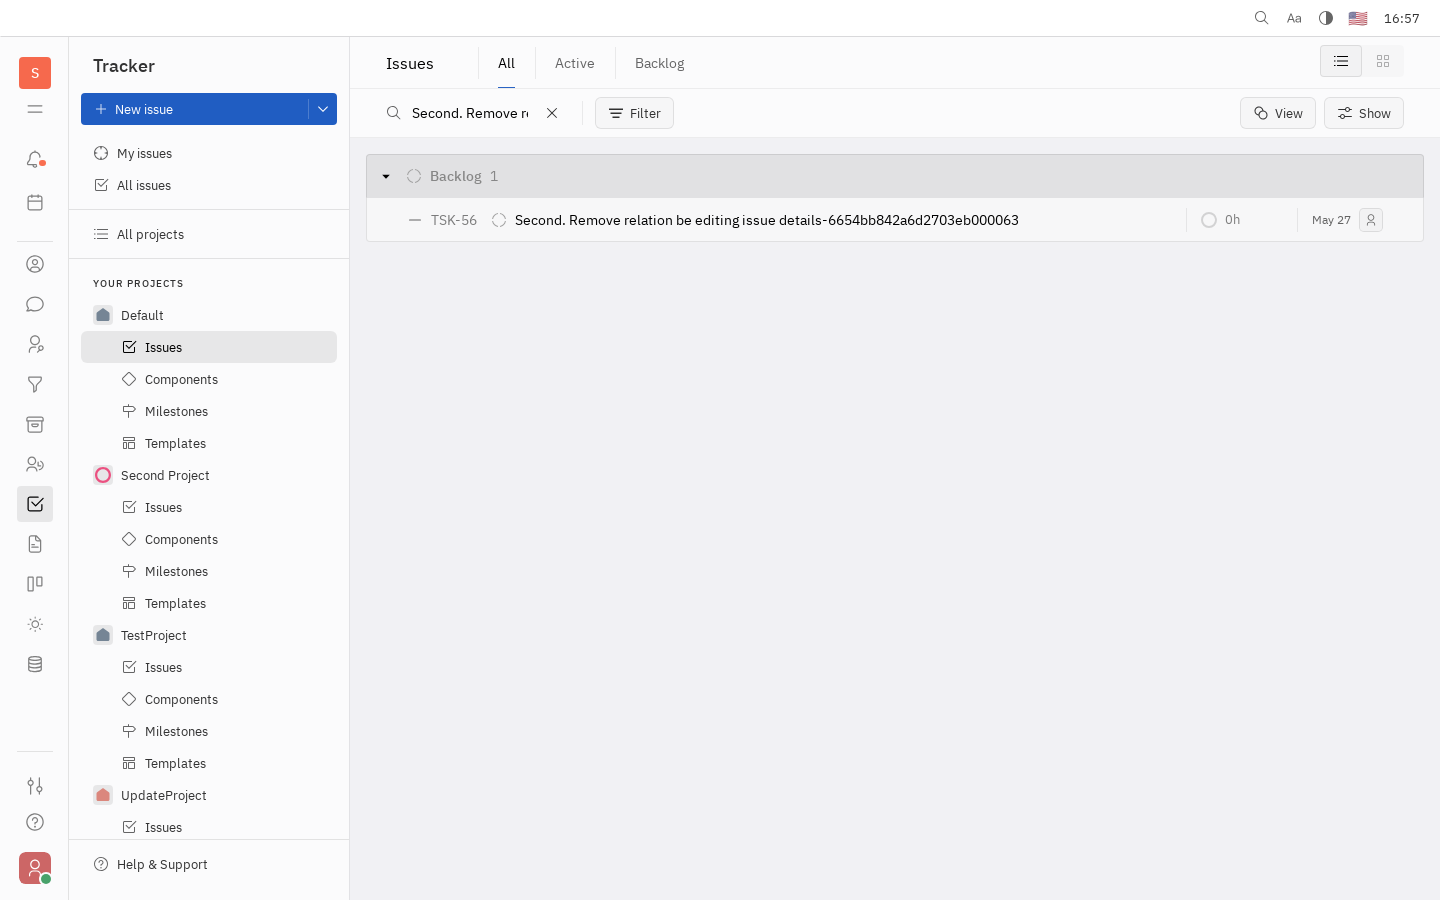 Aa
16:57
S
Tracker
New issue
My issues
All issues
All projects
YOUR PROJECTS
Default
Issues
Components
Milestones
Templates
Second Project
Issues
Components
Milestones
Templates
TestProject
Issues
Components
Milestones
Templates
UpdateProject
Issues
Help & Support
Issues
All
Active
Backlog
Second. Remove re
Filter
View
Show
Backlog 1
TSK-56 Second. Remove relation be editing issue details-6654bb842a6d2703eb000063 0h May 27